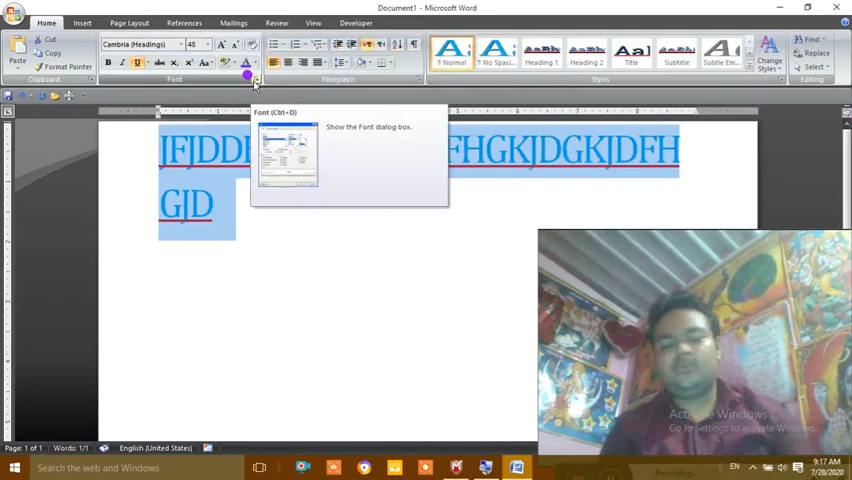 Document1 - Microsoft Word
Home Insert Page Layout References Mailings Review View Developer
Cut
Copy
Paste
Format Painter
Clipboard
Cambria (Headings) 48
Font
Paragraph
T Normal T No Spaci... Heading 1 Heading 2 Title Subtitle Subtle Em...
Change Styles
Styles
Find
Replace
Select
Editing
Font (Ctrl+D)
Show the Font dialog box.
JFJDD FHGKJDGKJDFH
GJD
Activate Windows
Go to Settings to activate Windows.
Recording...
Page: 1 of 1 Words: 1/1 English (United States)
Search the web and Windows
EN 9:17 AM
7/28/2020